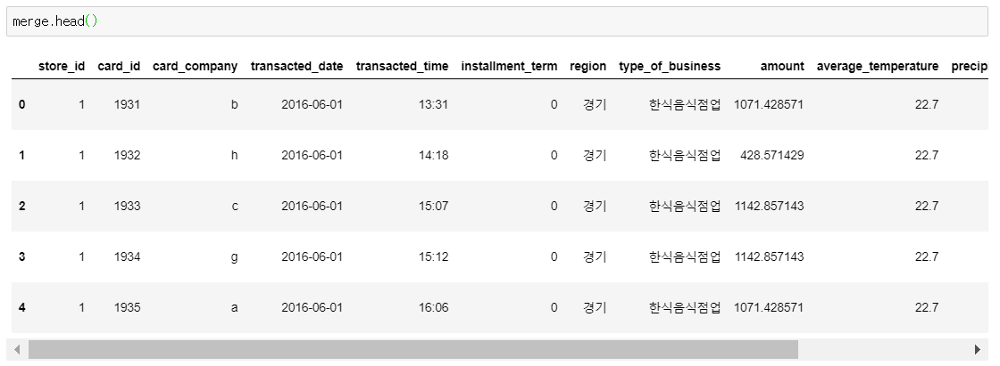 merge.head()
store_id card_id card_company transacted_date transacted_time installment_term region type_of_business amount average_temperature precipi
0 1 1931 b 2016-06-01 13:31 0 경기 한식음식점업 1071.428571 22.7
1 1 1932 h 2016-06-01 14:18 0 경기 한식음식점업 428.571429 22.7
2 1 1933 c 2016-06-01 15:07 0 경기 한식음식점업 1142.857143 22.7
3 1 1934 g 2016-06-01 15:12 0 경기 한식음식점업 1142.857143 22.7
4 1 1935 a 2016-06-01 16:06 0 경기 한식음식점업 1071.428571 22.7